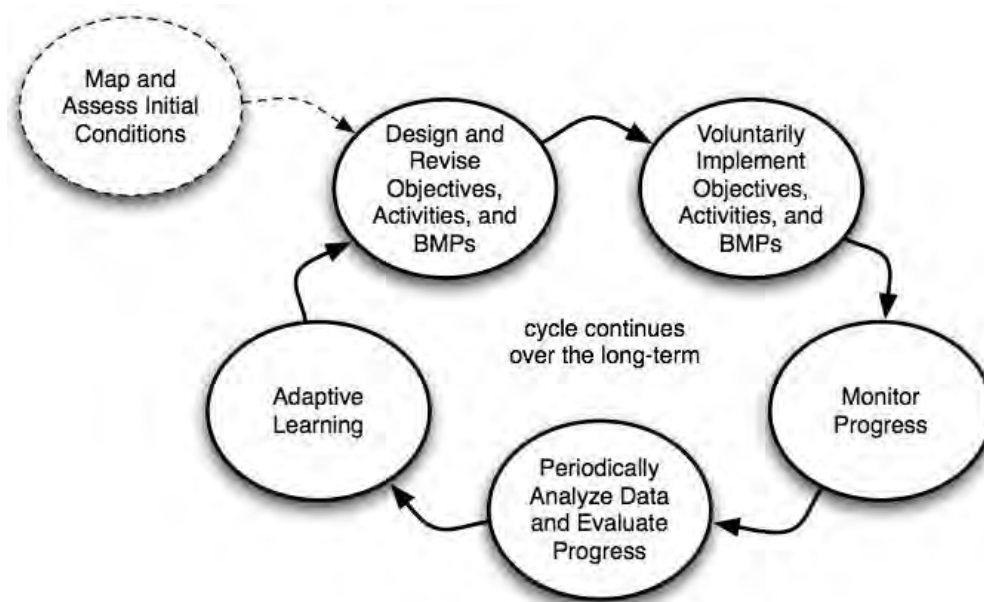 Map and
Assess Initial
Conditions
Design and
Revise
Objectives,
Activities, and
BMPs
Voluntarily
Implement
Objectives,
Activities, and
BMPs
cycle continues
over the long-term
Adaptive
Learning
Monitor
Progress
Periodically
Analyze Data
and Evaluate
Progress